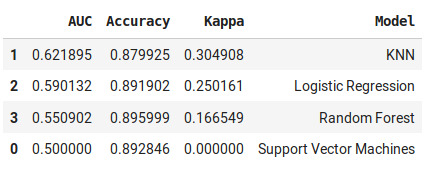 AUC Accuracy Kappa Model
1 0.621895 0.879925 0.304908 KNN
2 0.590132 0.891902 0.250161 Logistic Regression
3 0.550902 0.895999 0.166549 Random Forest
0 0.500000 0.892846 0.000000 Support Vector Machines